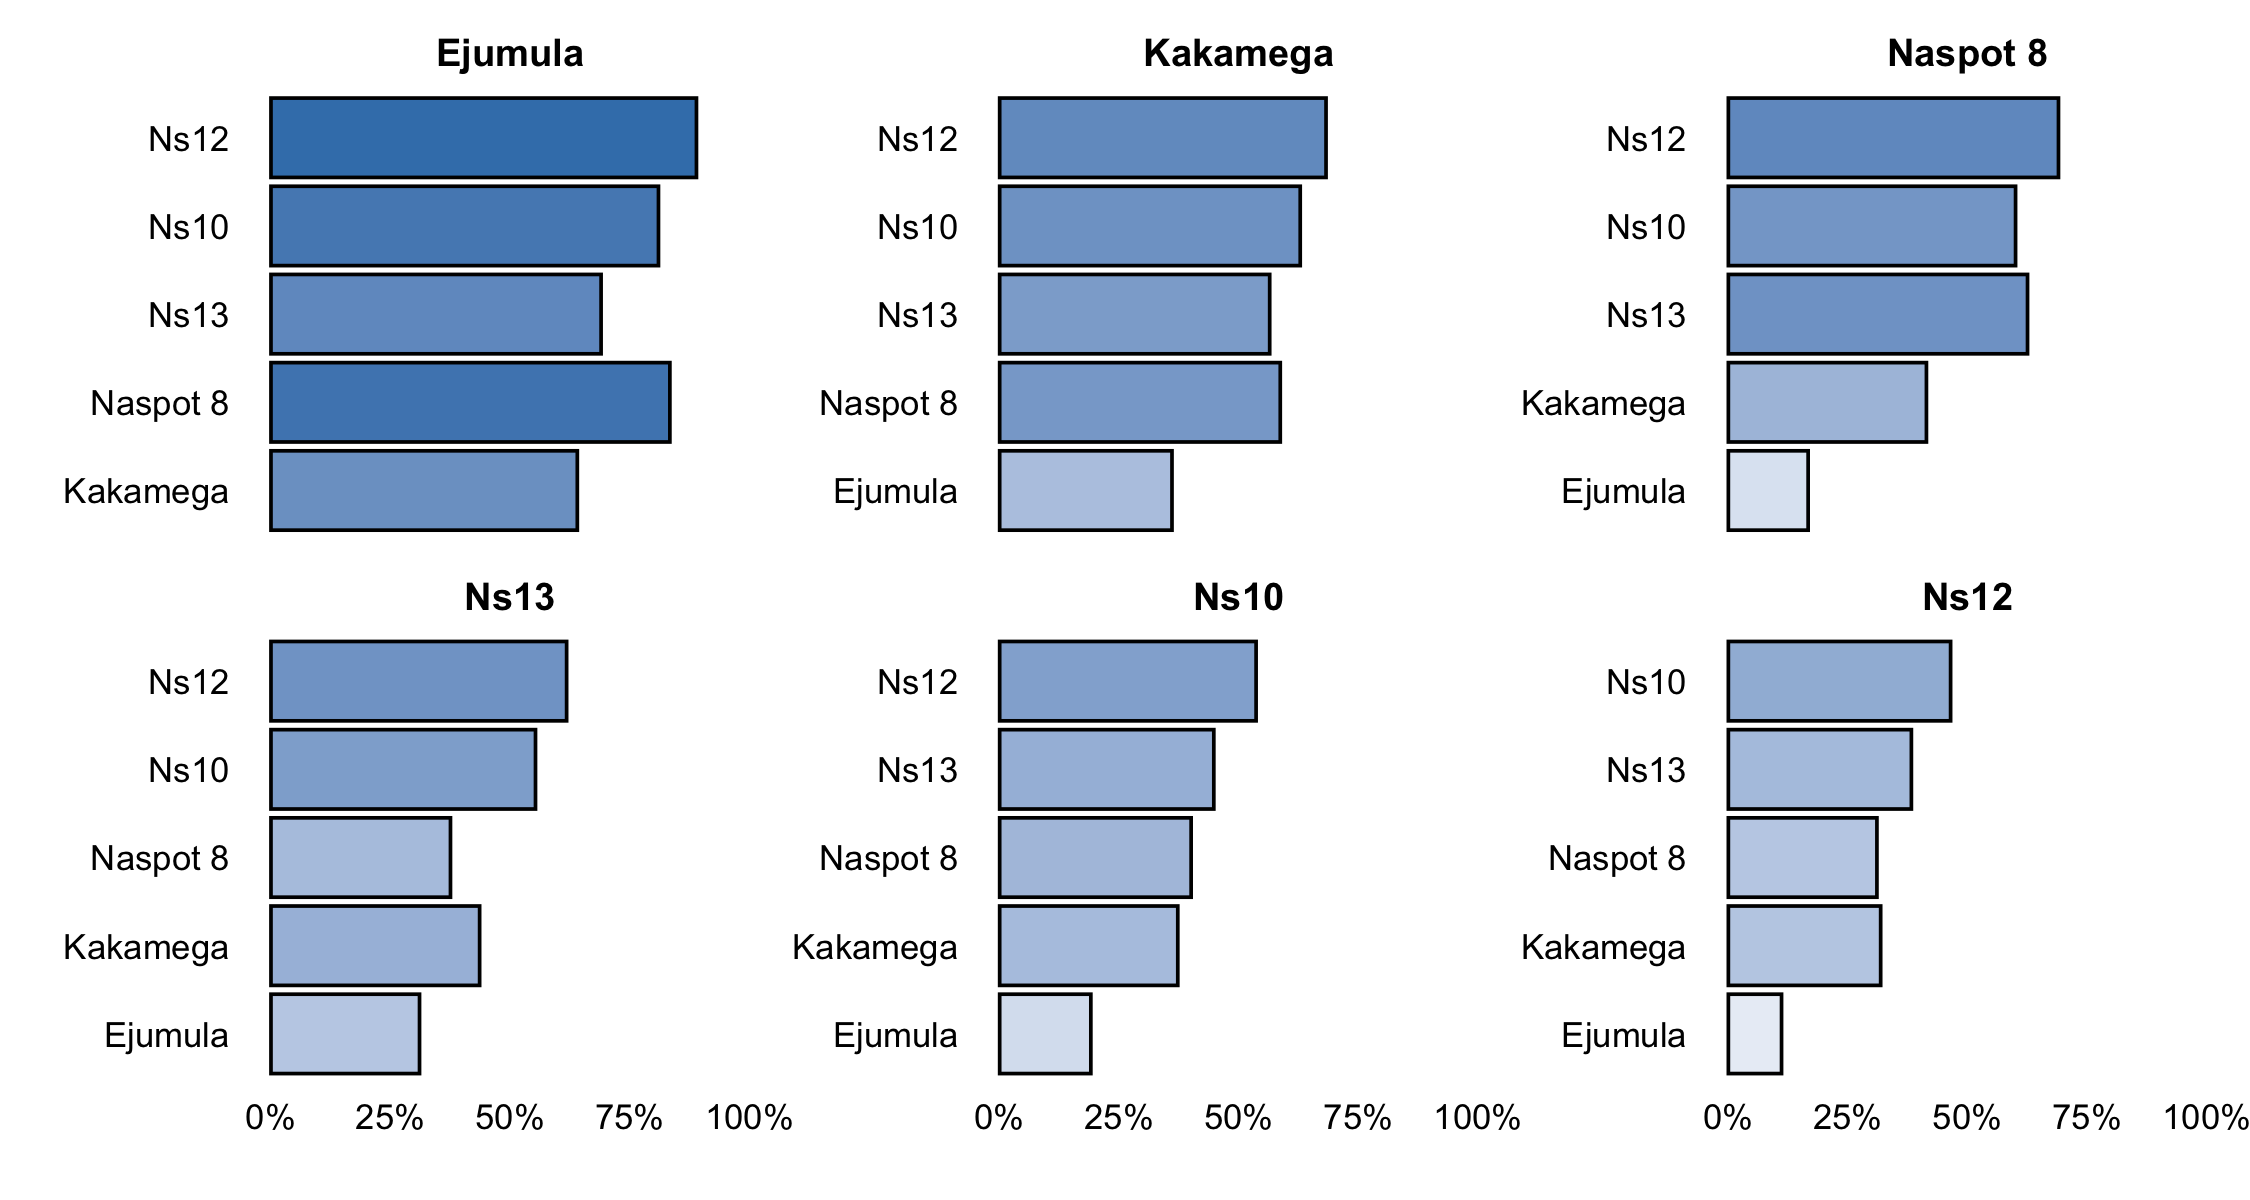 Ejumula
Ns12
Ns10
Ns13
Naspot 8
Kakamega
Kakamega
Ns12
Ns10
Ns13
Naspot 8
Ejumula
Naspot 8
Ns12
Ns10
Ns13
Kakamega
Ejumula
Ns13
Ns12
Ns10
Naspot 8
Kakamega
Ejumula
0% 25% 50% 75% 100%
Ns10
Ns12
Ns13
Naspot 8
Kakamega
Ejumula
0% 25% 50% 75% 100%
Ns12
Ns10
Ns13
Naspot 8
Kakamega
Ejumula
0% 25% 50% 75% 100%